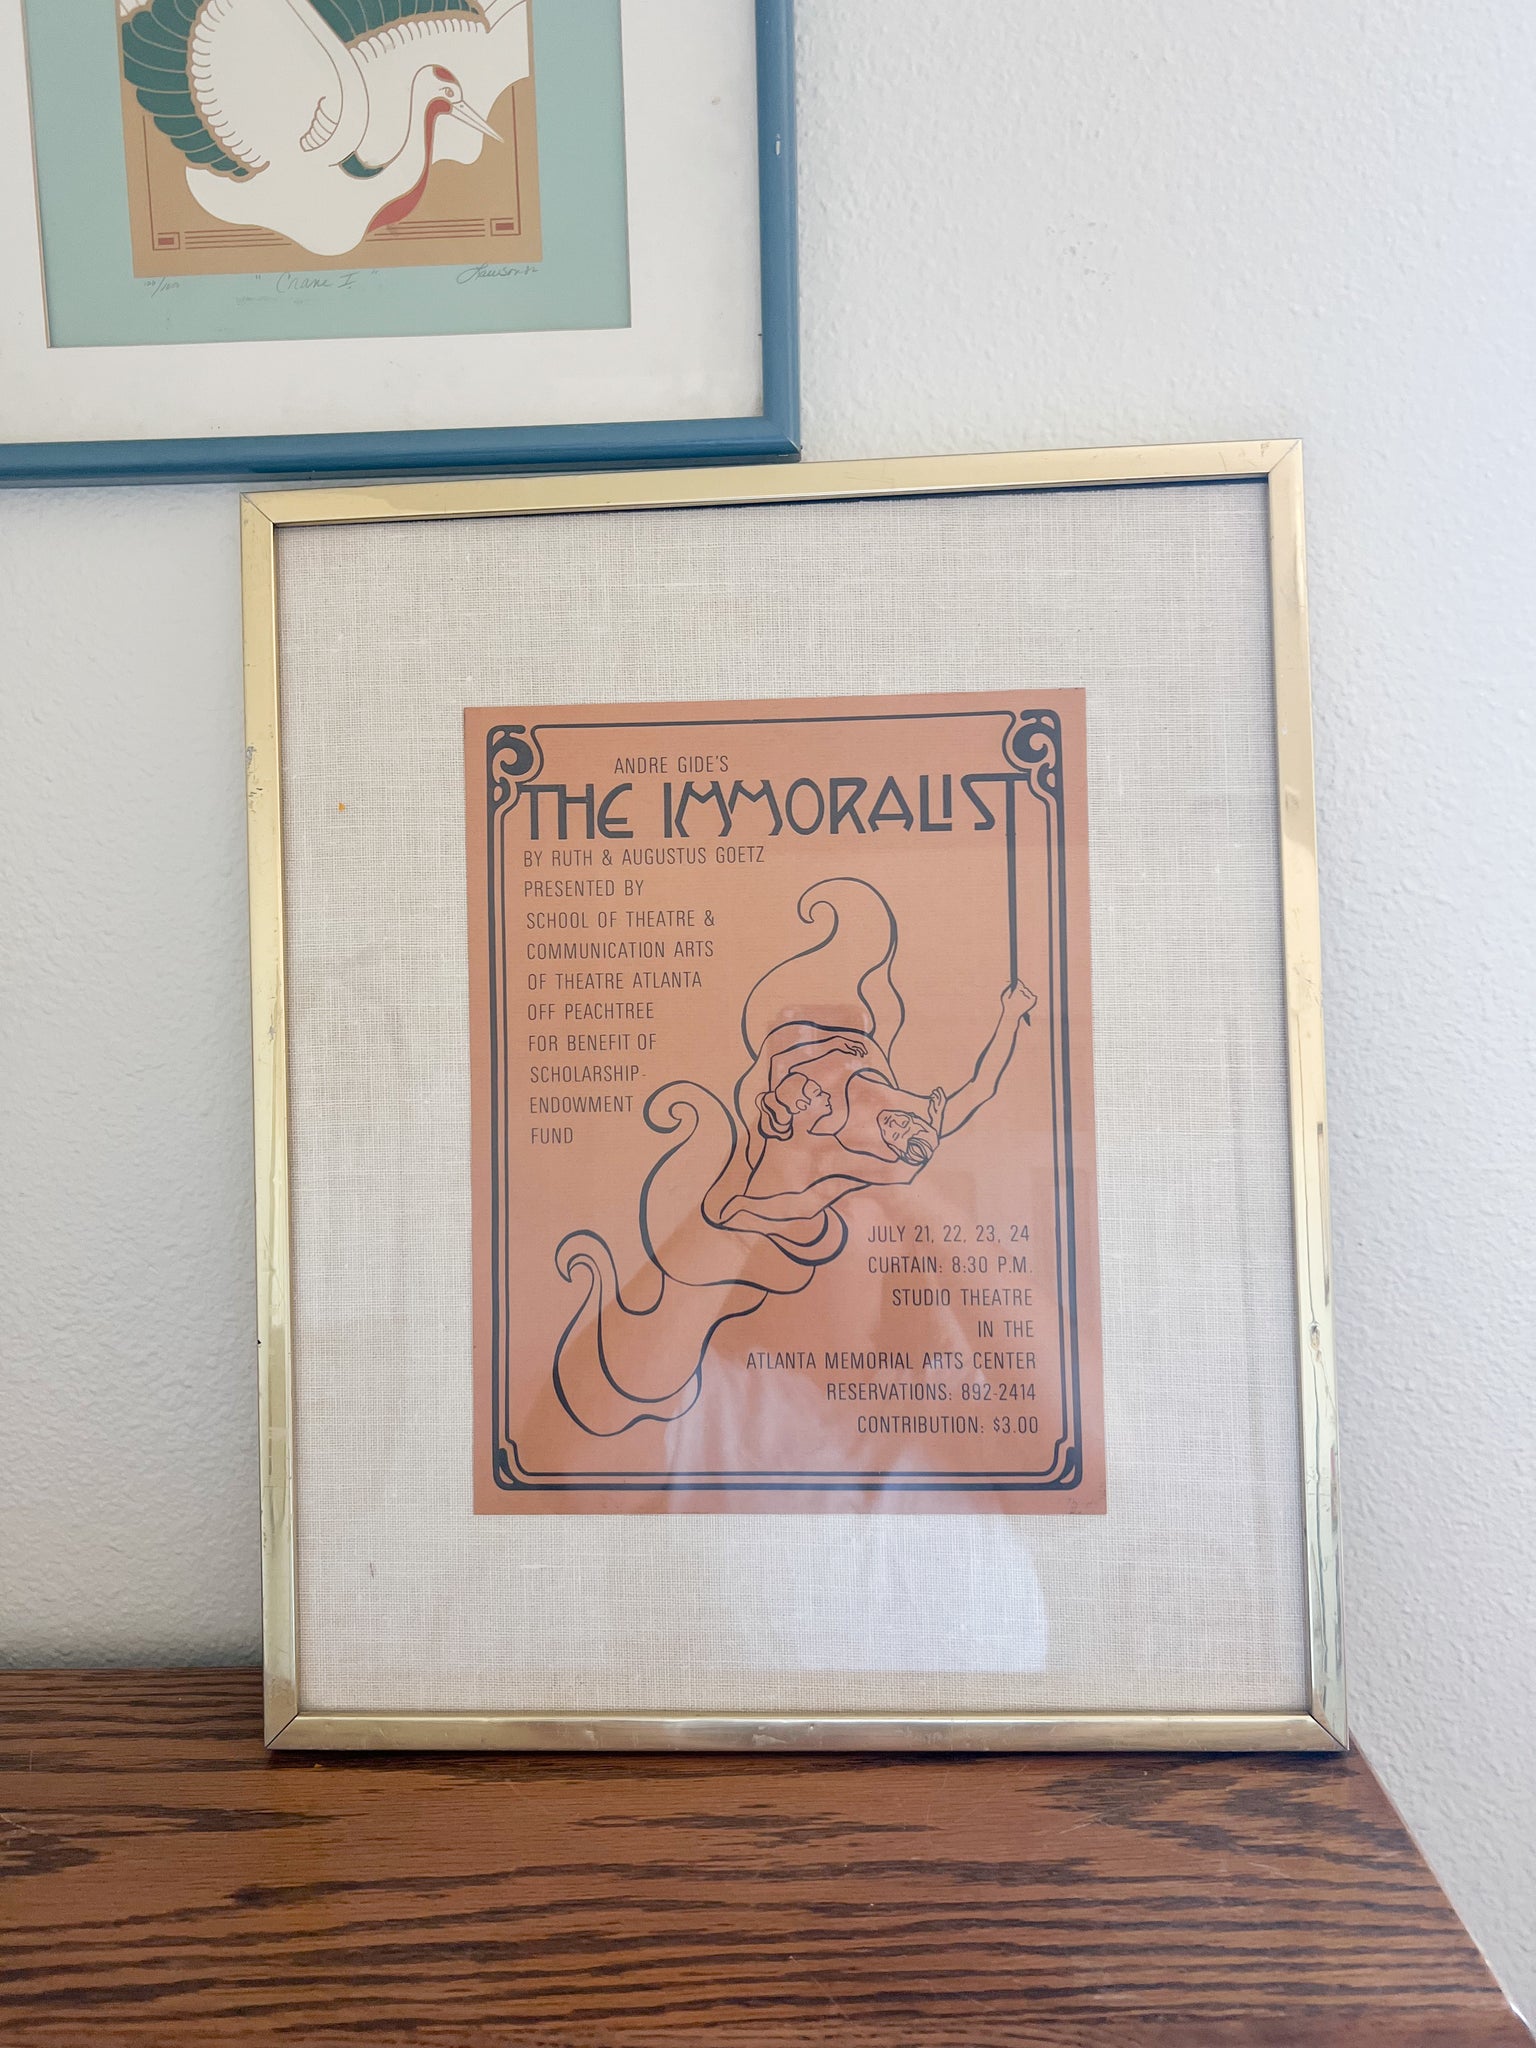 "Crane I."
Lawson 82
ANDRE GIDE'S
THE IMMORALIST
BY RUTH & AUGUSTUS GOETZ
PRESENTED BY
SCHOOL OF THEATRE &
COMMUNICATION ARTS
OF THEATRE ATLANTA
OFF PEACHTREE
FOR BENEFIT OF
SCHOLARSHIP-
ENDOWMENT
FUND
JULY 21, 22, 23, 24
CURTAIN: 8:30 P.M.
STUDIO THEATRE
IN THE
ATLANTA MEMORIAL ARTS CENTER
RESERVATIONS: 892-2414
CONTRIBUTION: $3.00